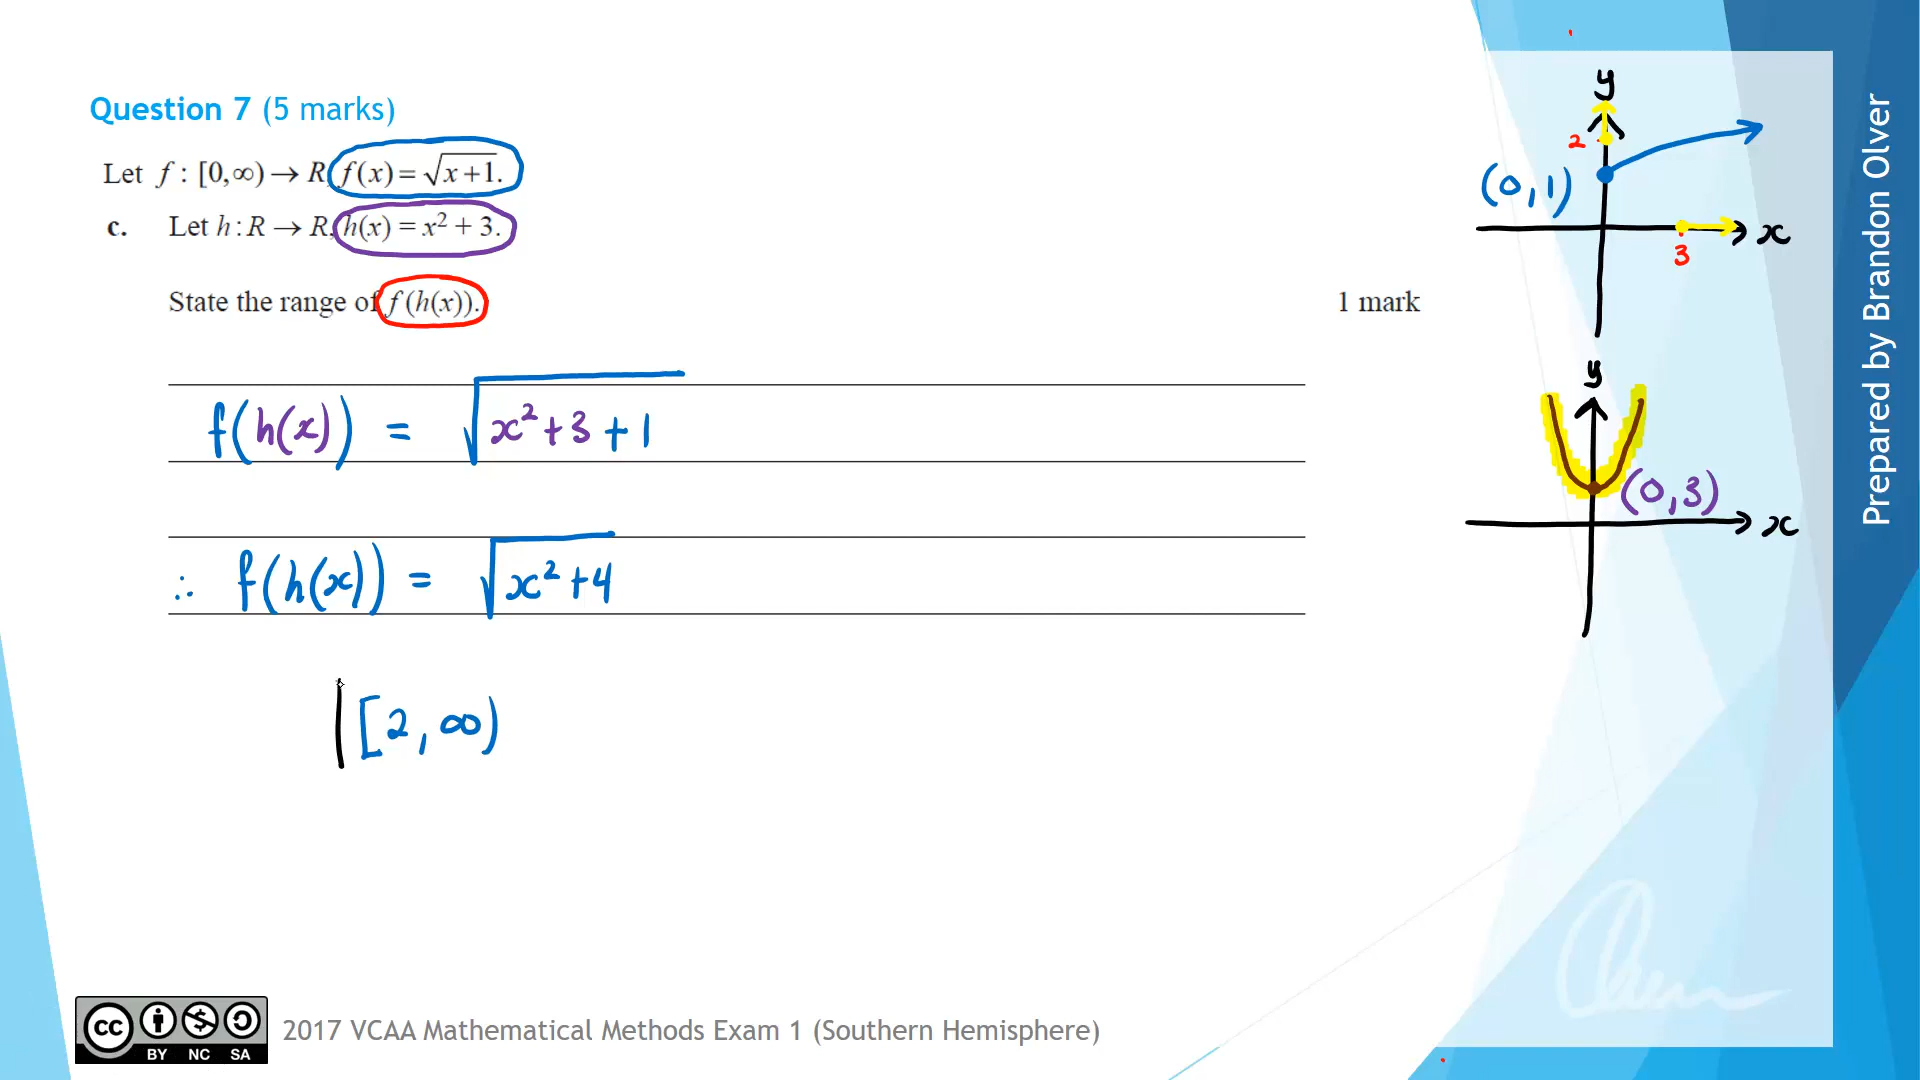 Question 7 (5 marks)
Let f : [0,∞) → R, f(x) = √(x+1).
c. Let h : R → R, h(x) = x² + 3.
State the range of f(h(x)). 1 mark
f(h(x)) = √(x²+3+1)
∴ f(h(x)) = √(x²+4)
[2, ∞)
y
2
(0,1)
x
3
y
(0,3)
x
Prepared by Brandon Olver
cc
BY NC SA
2017 VCAA Mathematical Methods Exam 1 (Southern Hemisphere)